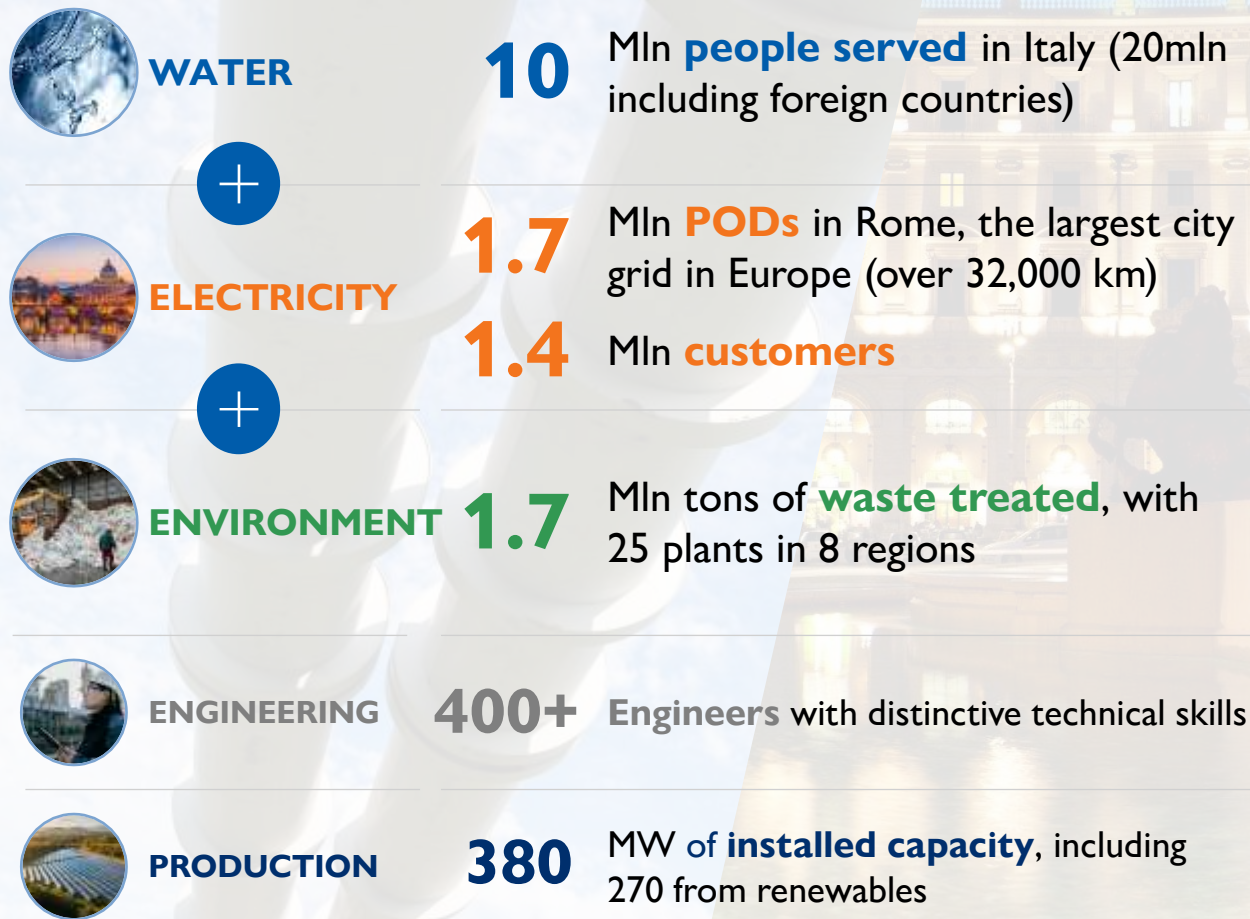 WATER
10
Mln people served in Italy (20mln
including foreign countries)
+
ELECTRICITY
1.7
Mln PODs in Rome, the largest city
grid in Europe (over 32,000 km)
1.4
Mln customers
+
ENVIRONMENT
1.7
Mln tons of waste treated, with
25 plants in 8 regions
ENGINEERING
400+
Engineers with distinctive technical skills
PRODUCTION
380
MW of installed capacity, including
270 from renewables